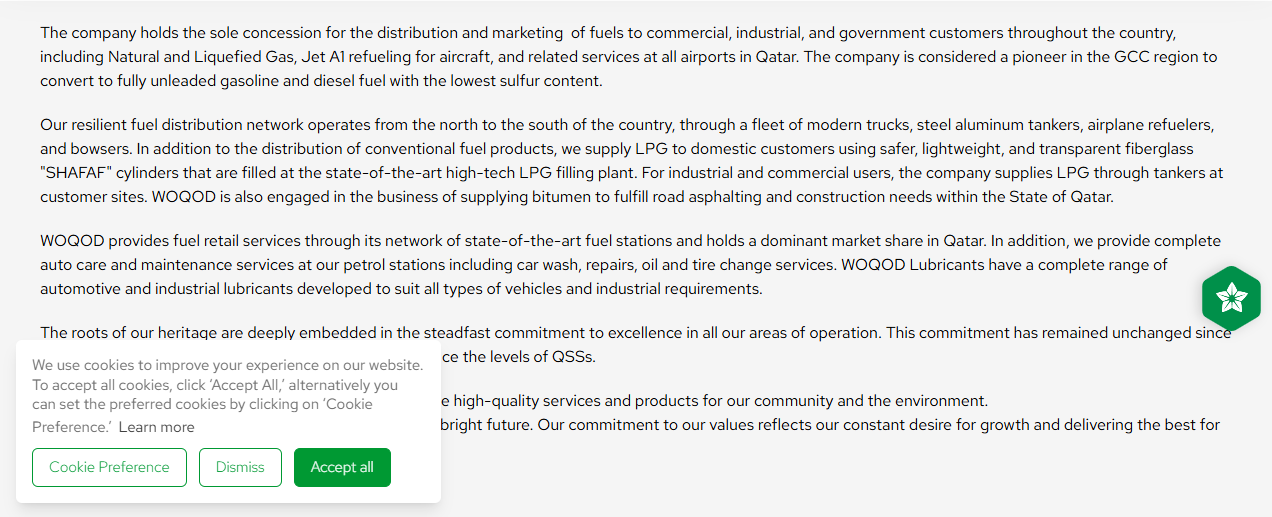 The company holds the sole concession for the distribution and marketing  of fuels to commercial, industrial, and government customers throughout the country,
including Natural and Liquefied Gas, Jet A1 refueling for aircraft, and related services at all airports in Qatar. The company is considered a pioneer in the GCC region to
convert to fully unleaded gasoline and diesel fuel with the lowest sulfur content.
Our resilient fuel distribution network operates from the north to the south of the country, through a fleet of modern trucks, steel aluminum tankers, airplane refuelers,
and bowsers. In addition to the distribution of conventional fuel products, we supply LPG to domestic customers using safer, lightweight, and transparent fiberglass
"SHAFAF" cylinders that are filled at the state-of-the-art high-tech LPG filling plant. For industrial and commercial users, the company supplies LPG through tankers at
customer sites. WOQOD is also engaged in the business of supplying bitumen to fulfill road asphalting and construction needs within the State of Qatar.
WOQOD provides fuel retail services through its network of state-of-the-art fuel stations and holds a dominant market share in Qatar. In addition, we provide complete
auto care and maintenance services at our petrol stations including car wash, repairs, oil and tire change services. WOQOD Lubricants have a complete range of
automotive and industrial lubricants developed to suit all types of vehicles and industrial requirements.
The roots of our heritage are deeply embedded in the steadfast commitment to excellence in all our areas of operation. This commitment has remained unchanged since
the levels of QSSs.
high-quality services and products for our community and the environment.
bright future. Our commitment to our values reflects our constant desire for growth and delivering the best for
We use cookies to improve your experience on our website.
To accept all cookies, click 'Accept All,' alternatively you
can set the preferred cookies by clicking on 'Cookie
Preference.' Learn more
Cookie Preference
Dismiss
Accept all